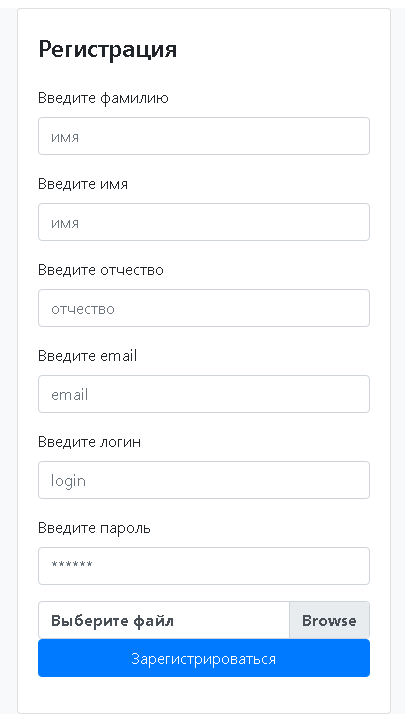 Регистрация
Введите фамилию
имя
Введите имя
имя
Введите отчество
отчество
Введите email
email
Введите логин
login
Введите пароль
******
Выберите файл Browse
Зарегистрироваться